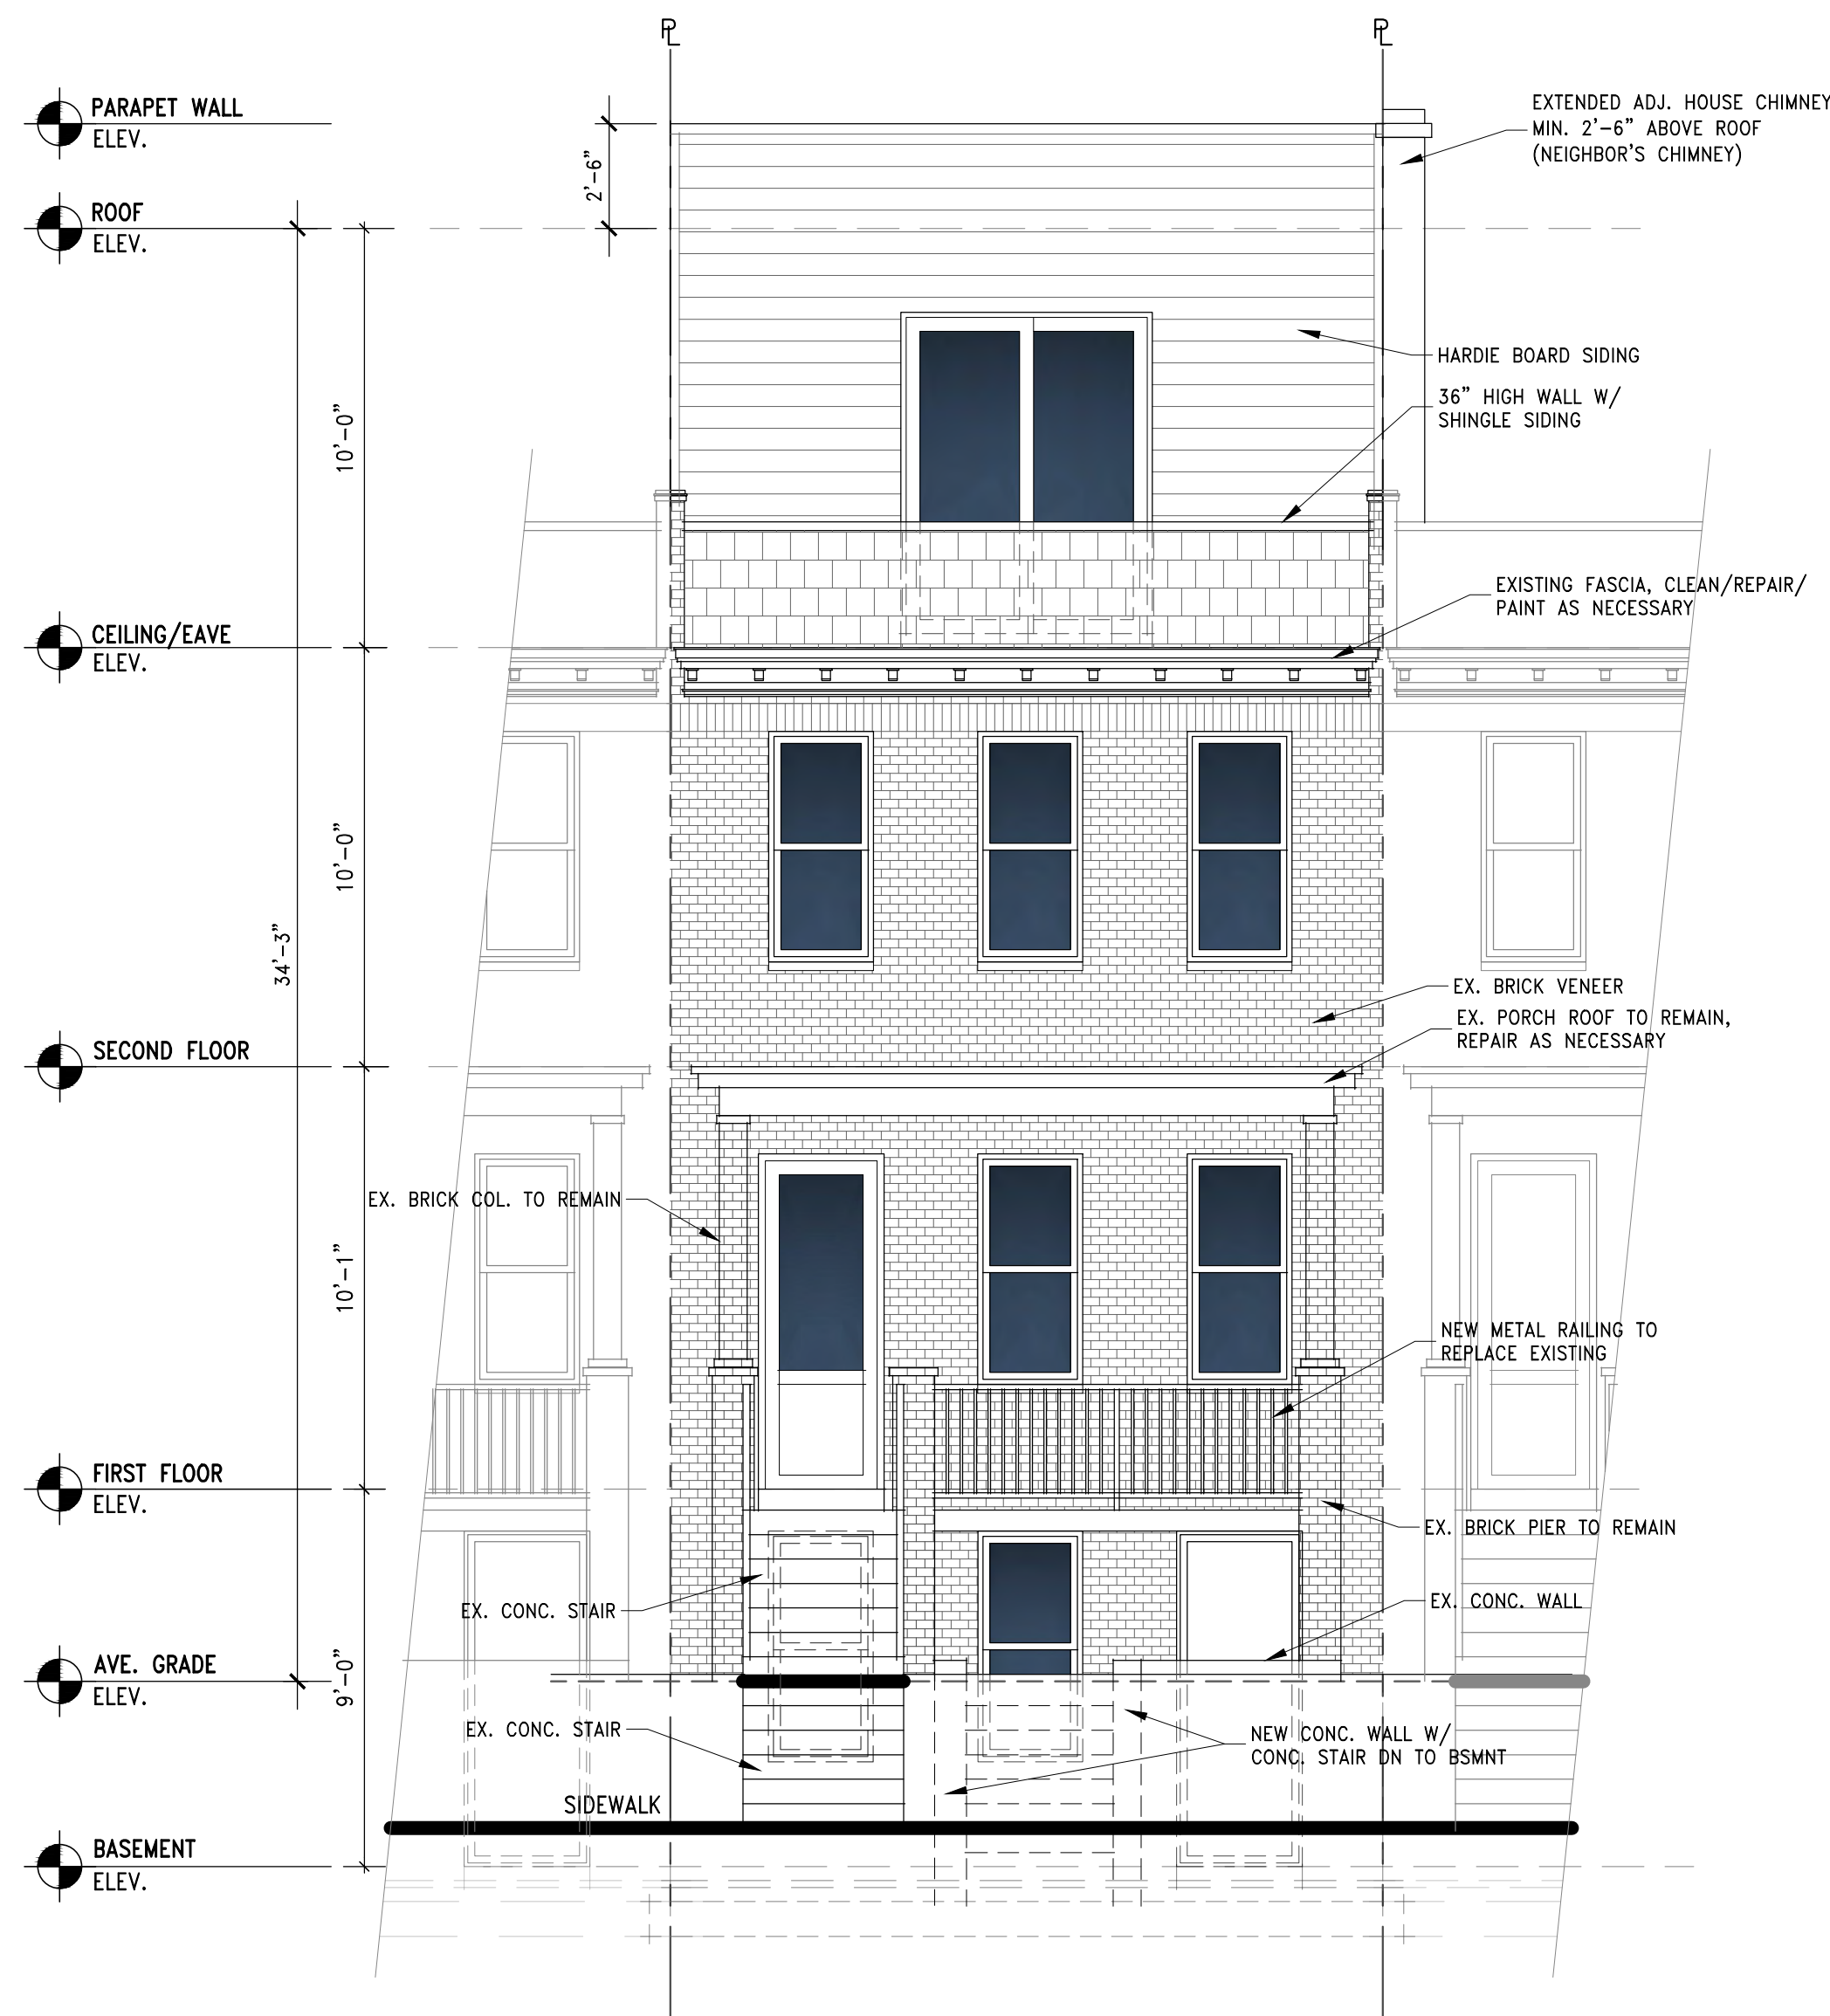 PL
PL
PARAPET WALL
ELEV.
EXTENDED ADJ. HOUSE CHIMNEY
MIN. 2'-6" ABOVE ROOF
(NEIGHBOR'S CHIMNEY)
2'-6"
ROOF
ELEV.
HARDIE BOARD SIDING
36" HIGH WALL W/
SHINGLE SIDING
10'-0"
EXISTING FASCIA, CLEAN/REPAIR/
PAINT AS NECESSARY
CEILING/EAVE
ELEV.
10'-0"
34'-3"
EX. BRICK VENEER
EX. PORCH ROOF TO REMAIN,
REPAIR AS NECESSARY
SECOND FLOOR
EX. BRICK COL. TO REMAIN
10'-1"
NEW METAL RAILING TO
REPLACE EXISTING
FIRST FLOOR
ELEV.
EX. BRICK PIER TO REMAIN
EX. CONC. STAIR
EX. CONC. WALL
AVE. GRADE
ELEV.
9'-0"
EX. CONC. STAIR
NEW CONC. WALL W/
CONC. STAIR DN TO BSMNT
SIDEWALK
BASEMENT
ELEV.